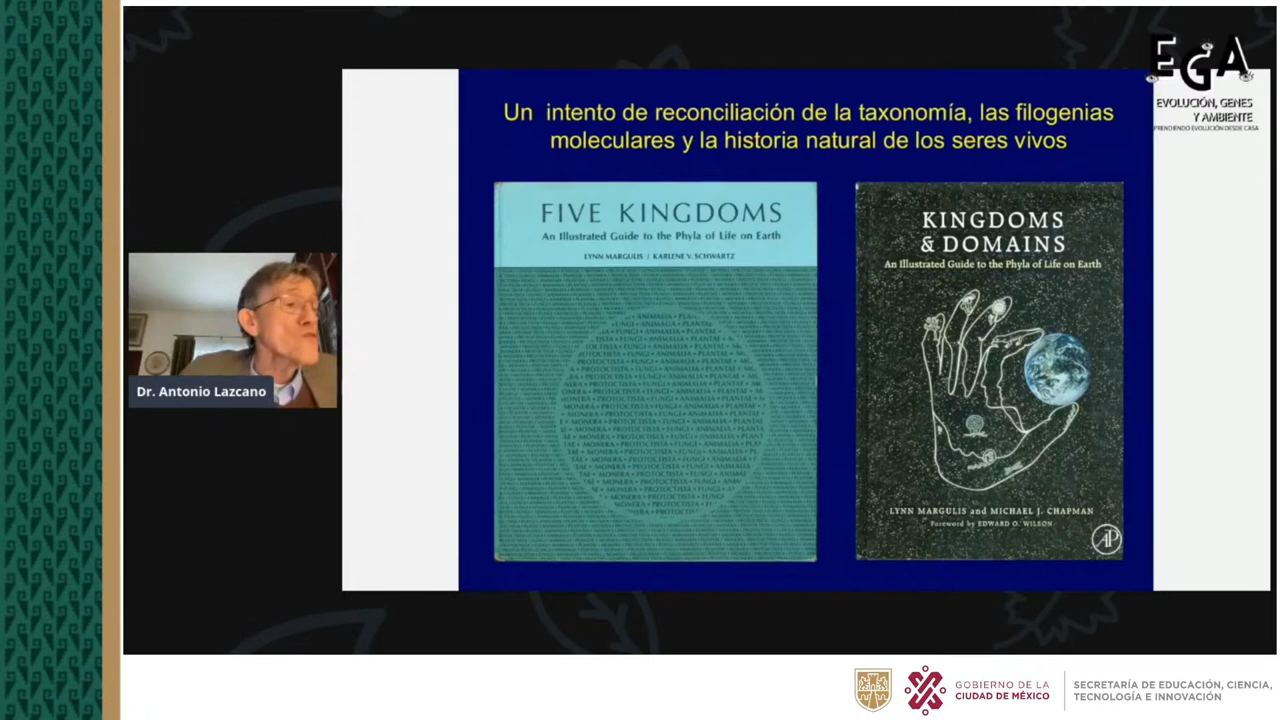 EGA
EVOLUCIÓN, GENES
Y AMBIENTE
Un intento de reconciliación de la taxonomía, las filogenias
moleculares y la historia natural de los seres vivos
FIVE KINGDOMS
An Illustrated Guide to the Phyla of Life on Earth
LYNN MARGULIS / KARLENE V. SCHWARTZ
KINGDOMS
& DOMAINS
An Illustrated Guide to the Phyla of Life on Earth
LYNN MARGULIS and MICHAEL J. CHAPMAN
Foreword by EDWARD O. WILSON
AP
Dr. Antonio Lazcano
GOBIERNO DE LA
CIUDAD DE MÉXICO
SECRETARÍA DE EDUCACIÓN, CIENCIA,
TECNOLOGÍA E INNOVACIÓN